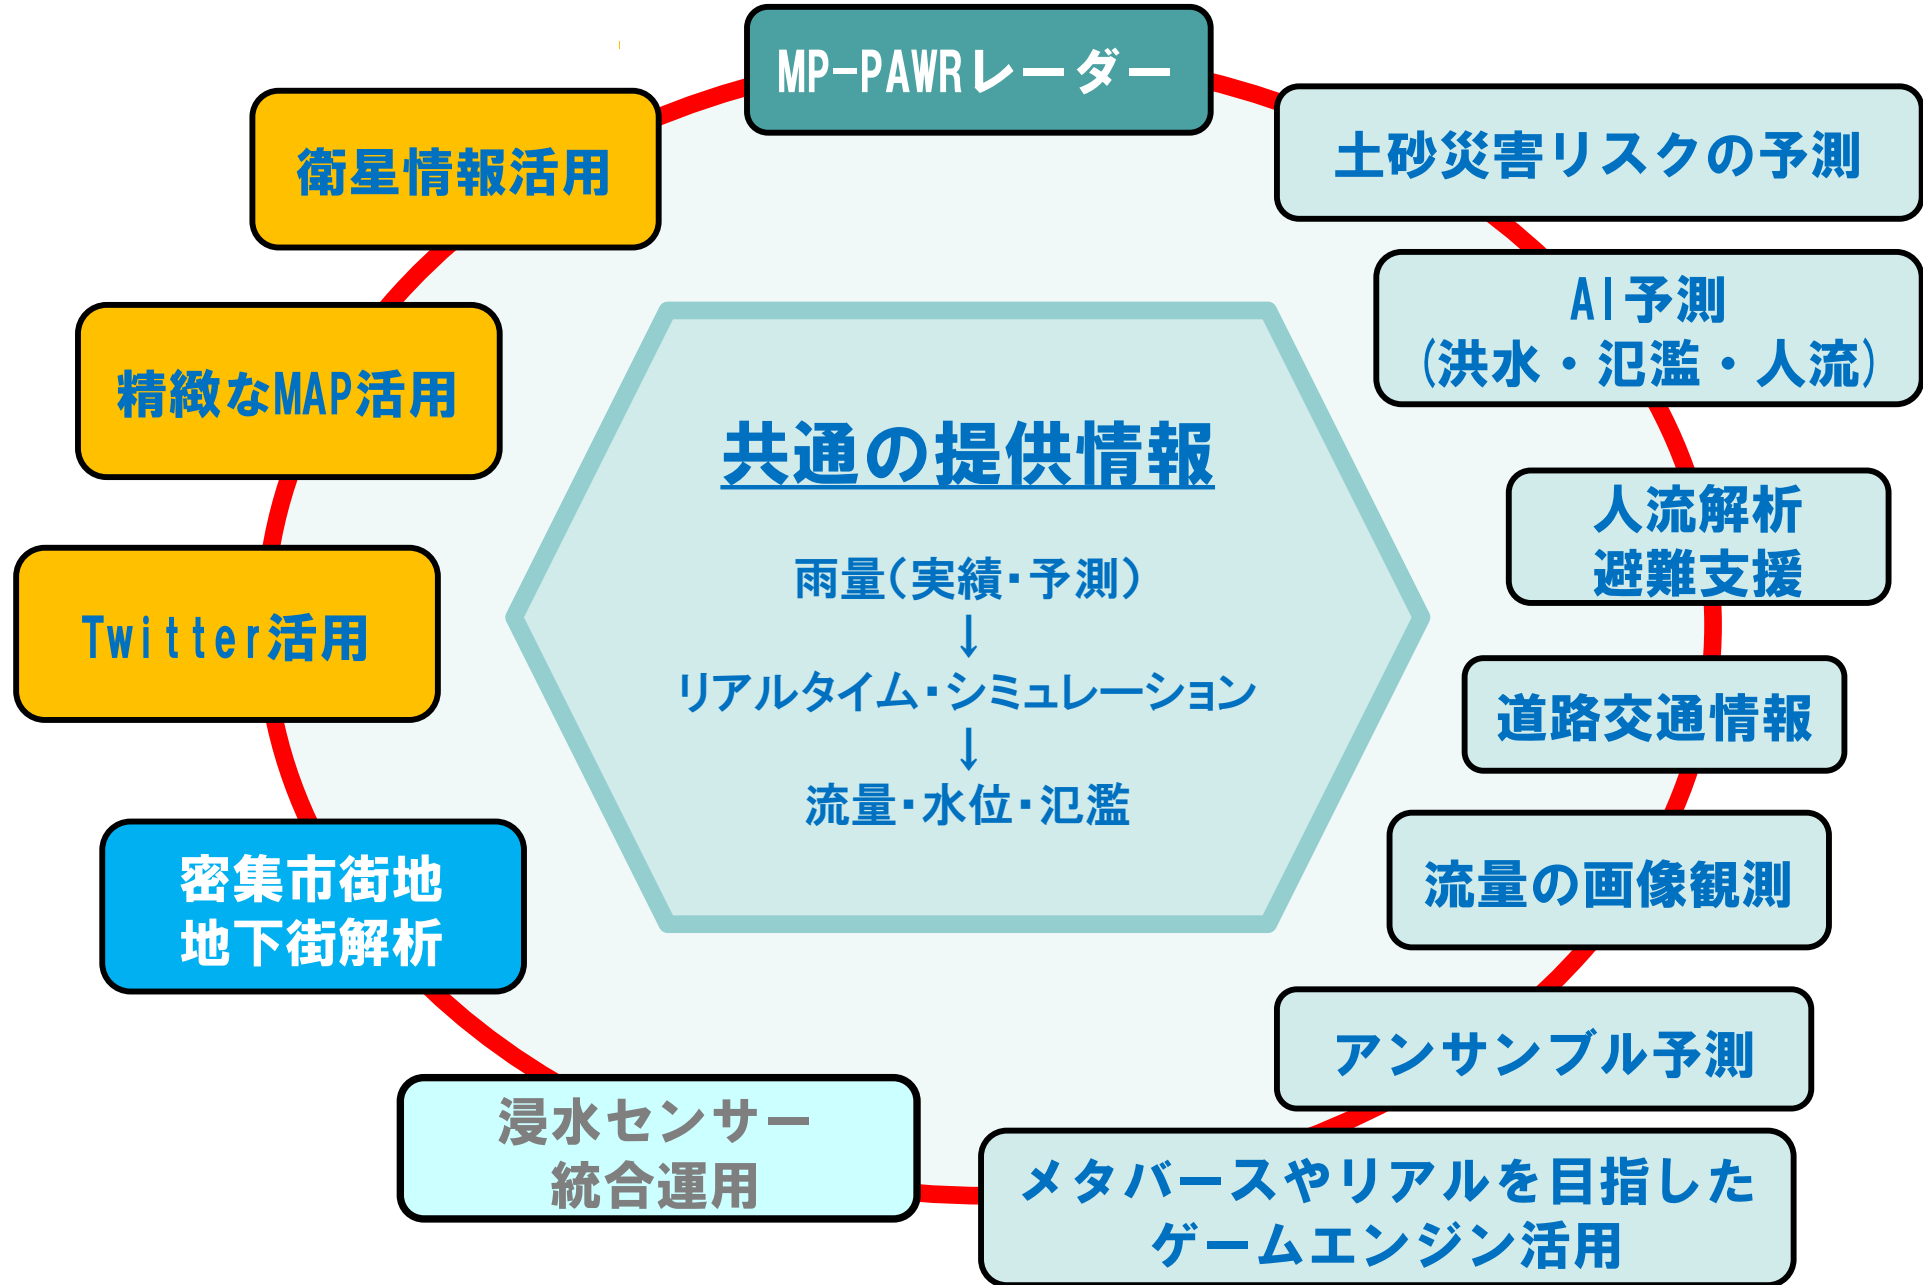 MP-PAWRレーダー
土砂災害リスクの予測
AI予測
(洪水・氾濫・人流)
人流解析
避難支援
道路交通情報
流量の画像観測
アンサンブル予測
メタバースやリアルを目指した
ゲームエンジン活用
浸水センサー
統合運用
密集市街地
地下街解析
Twitter活用
精緻なMAP活用
衛星情報活用
共通の提供情報
雨量(実績・予測)
↓
リアルタイム・シミュレーション
↓
流量・水位・氾濫